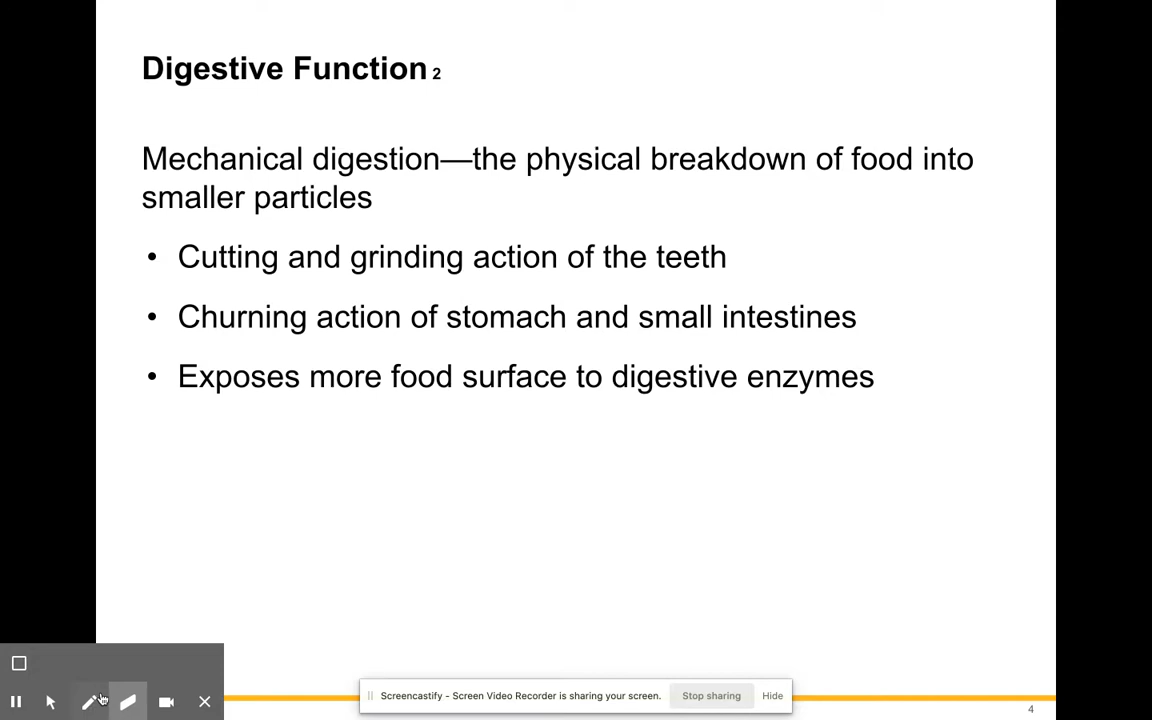 Digestive Function 2
Mechanical digestion—the physical breakdown of food into
smaller particles
• Cutting and grinding action of the teeth
• Churning action of stomach and small intestines
• Exposes more food surface to digestive enzymes
Screencastify - Screen Video Recorder is sharing your screen. Stop sharing Hide
4